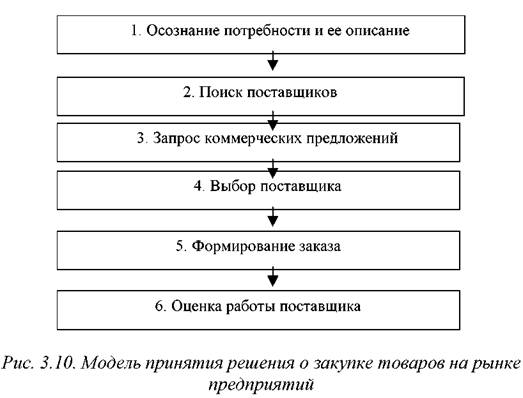 1. Осознание потребности и ее описание
2. Поиск поставщиков
3. Запрос коммерческих предложений
4. Выбор поставщика
5. Формирование заказа
6. Оценка работы поставщика
Рис. 3.10. Модель принятия решения о закупке товаров на рынке
предприятий